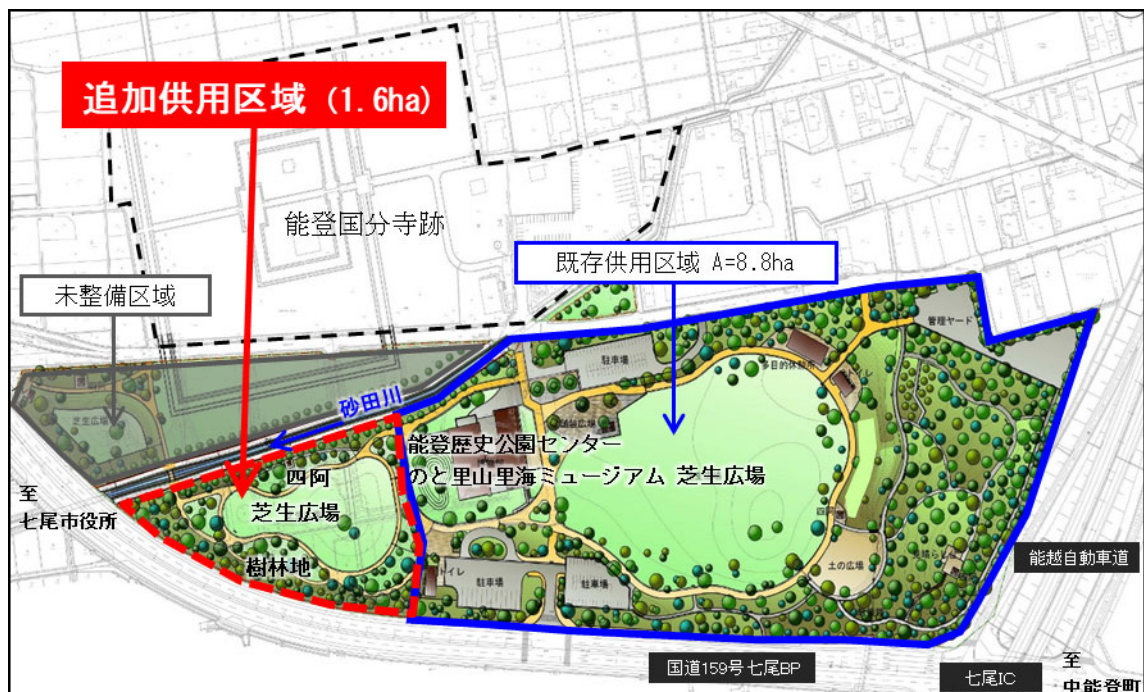 追加供用区域 (1.6ha)
能登国分寺跡
既存供用区域 A=8.8ha
未整備区域
管理ヤード
駐車場
芝生広場
砂田川
能登歴史公園センター
のと里山里海ミュージアム 芝生広場
四阿
芝生広場
樹林地
至
七尾市役所
四阿
土の広場
トイレ
駐車場
駐車場
能越自動車道
国道159号七尾BP
七尾IC
至
中能登町